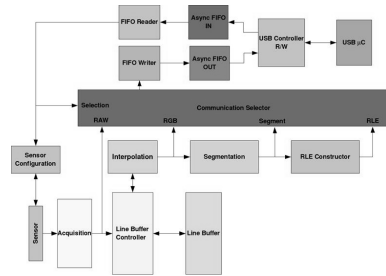 FIFO Reader
Async FIFO
IN
USB Controller
R/W
USB µC
FIFO Writer
Async FIFO
OUT
Selection
Communication Selector
RAW
RGB
Segment
RLE
Sensor
Configuration
Interpolation
Segmentation
RLE Constructor
Sensor
Acquisition
Line Buffer
Controller
Line Buffer